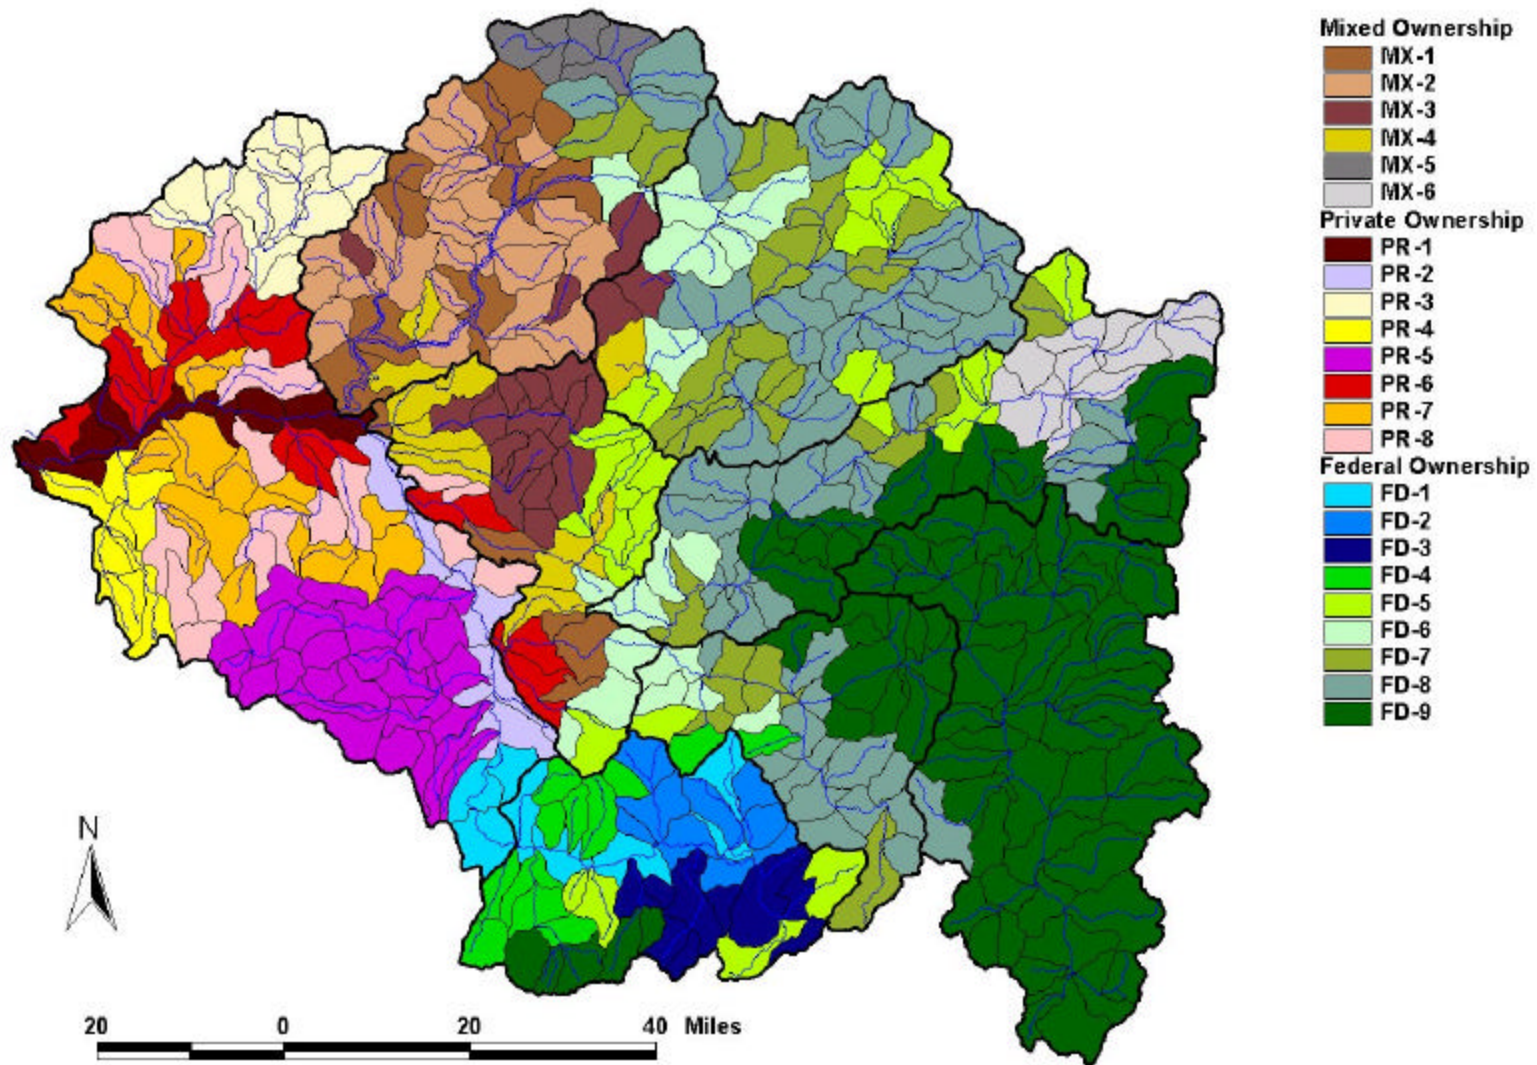 Mixed Ownership
MX-1
MX-2
MX-3
MX-4
MX-5
MX-6
Private Ownership
PR-1
PR-2
PR-3
PR-4
PR-5
PR-6
PR-7
PR-8
Federal Ownership
FD-1
FD-2
FD-3
FD-4
FD-5
FD-6
FD-7
FD-8
FD-9
N
20 0 20 40 Miles